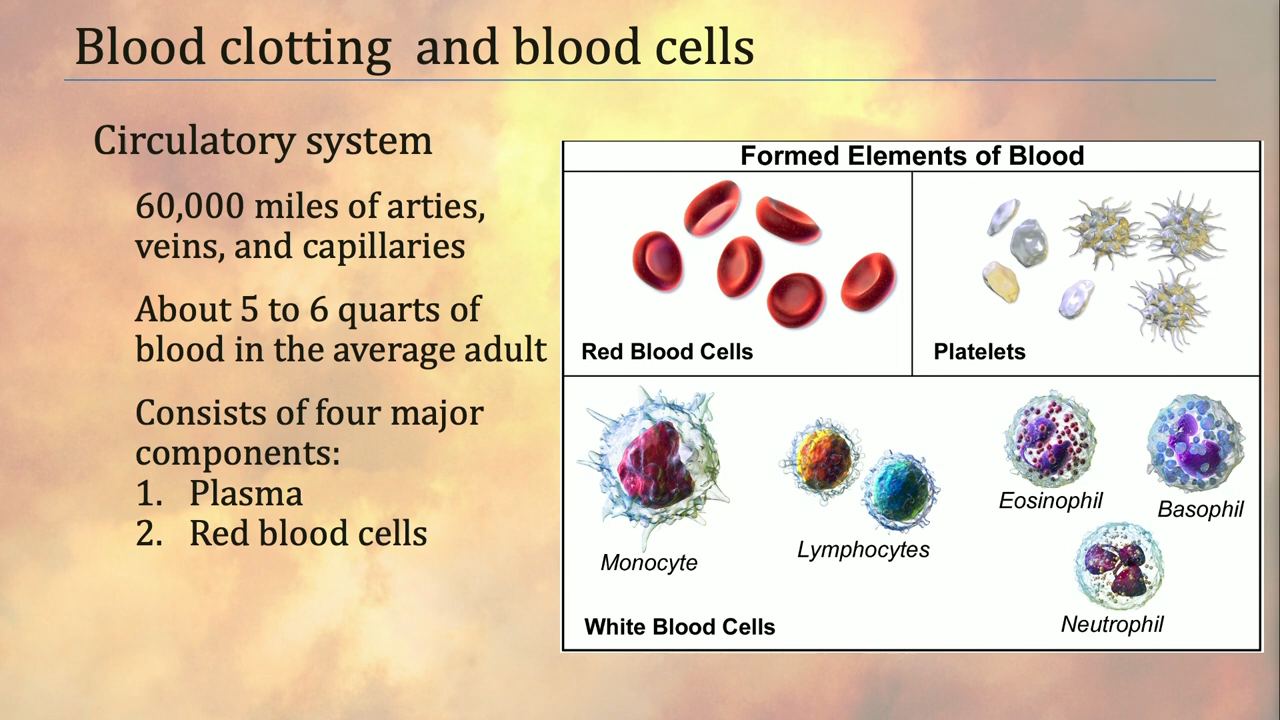 Blood clotting and blood cells
Circulatory system
60,000 miles of arties,
veins, and capillaries
About 5 to 6 quarts of
blood in the average adult
Consists of four major
components:
1. Plasma
2. Red blood cells
Formed Elements of Blood
Red Blood Cells
Platelets
Monocyte
Lymphocytes
Eosinophil
Basophil
Neutrophil
White Blood Cells